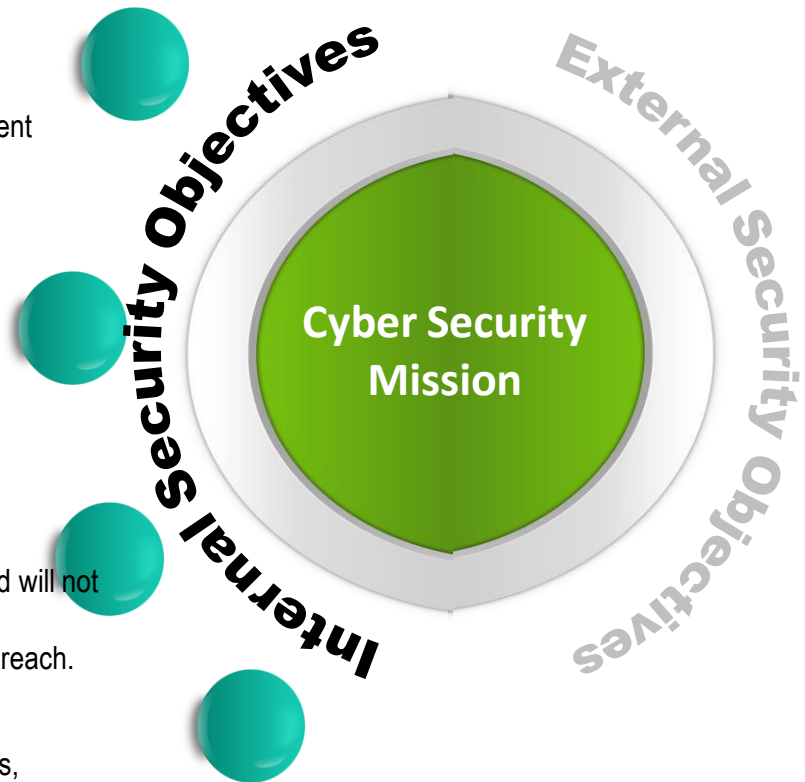 Internal Security Objectives
External Security Objectives
ent
Cyber Security
Mission
d will not
reach.
s,